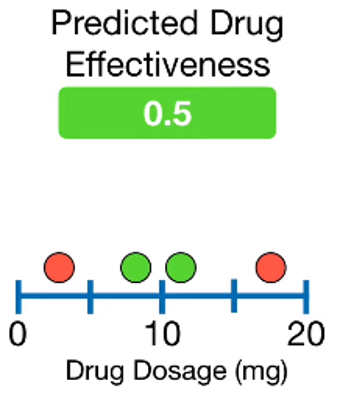 Predicted Drug
Effectiveness
0.5
0 10 20
Drug Dosage (mg)